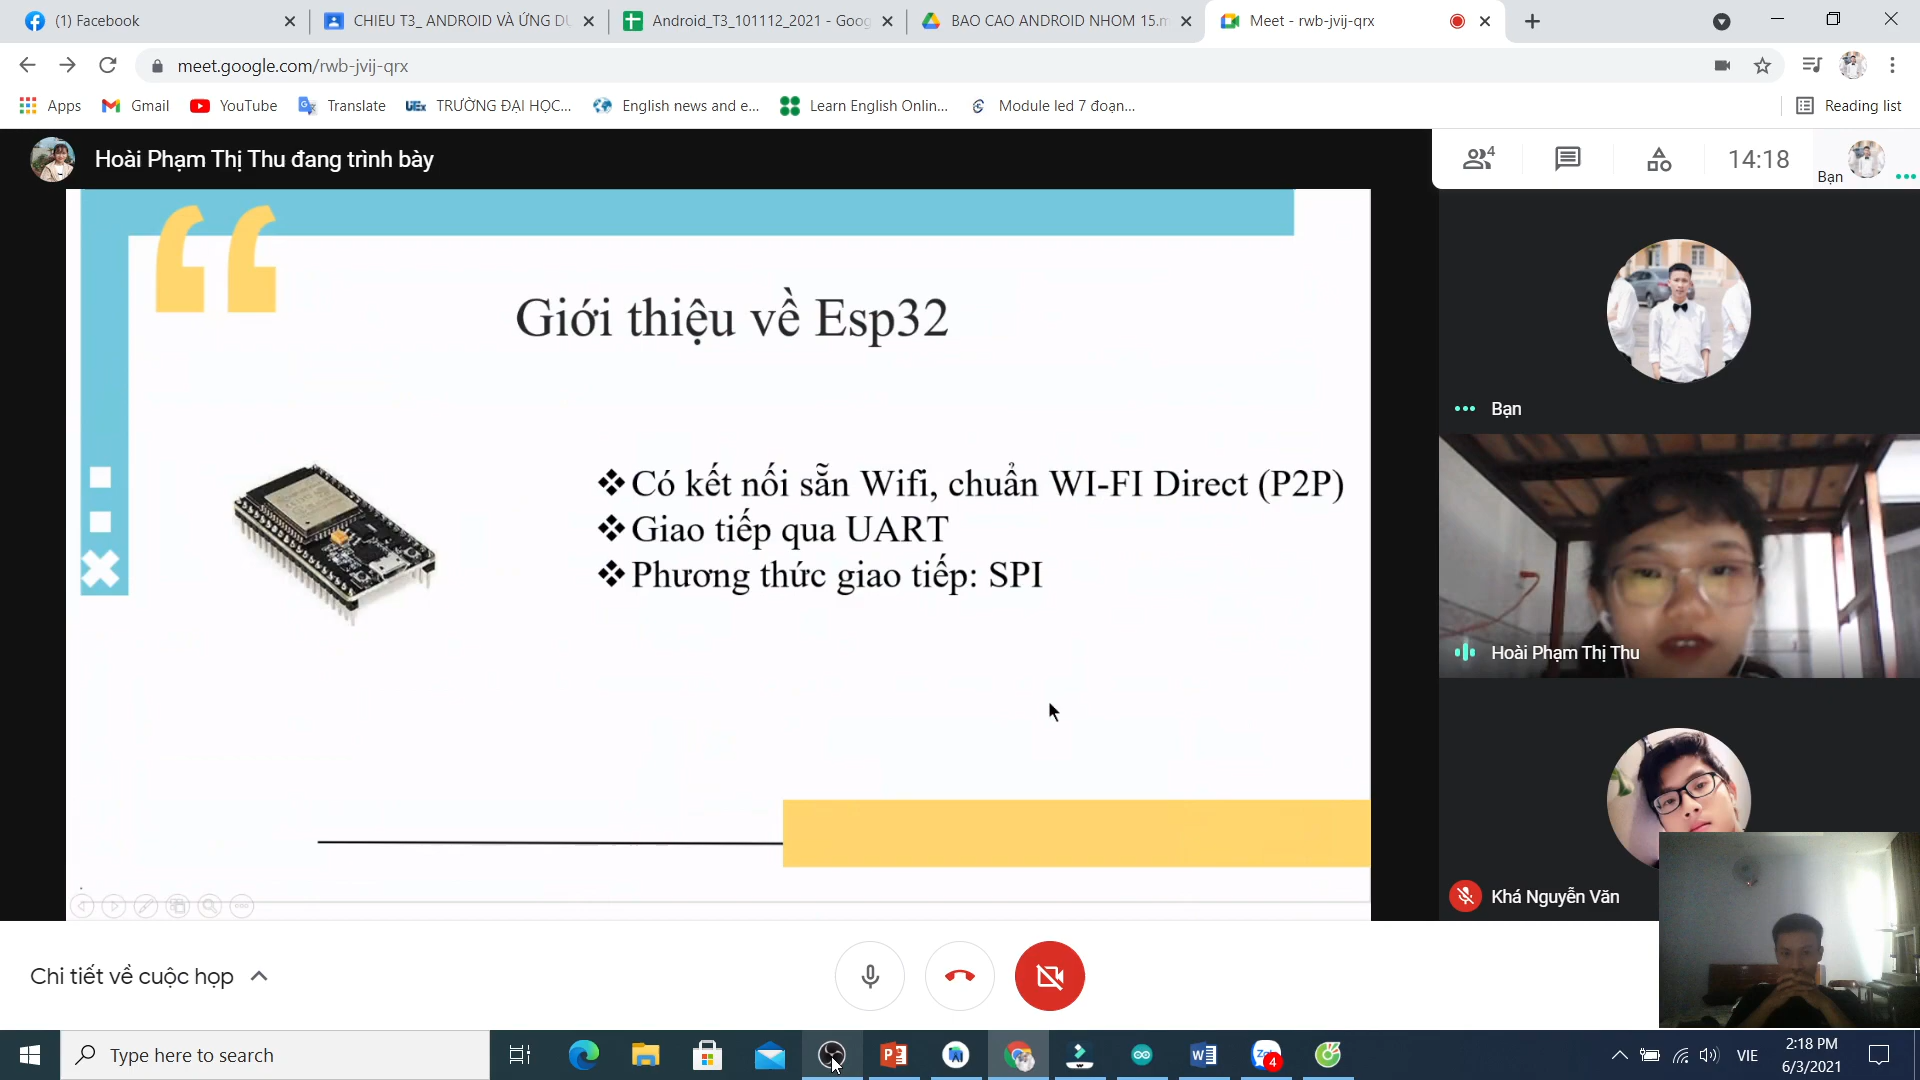 (1) Facebook
CHIEU T3_ ANDROID VÀ ỨNG DỤ
Android_T3_101112_2021 - Goog
BAO CAO ANDROID NHOM 15.m
Meet - rwb-jvij-qrx
meet.google.com/rwb-jvij-qrx
Apps
Gmail
YouTube
Translate
UEx TRƯỜNG ĐẠI HỌC...
English news and e...
Learn English Onlin...
Module led 7 đoạn...
Reading list
Hoài Phạm Thị Thu đang trình bày
4
14:18
Bạn
Giới thiệu về Esp32
Có kết nối sẵn Wifi, chuẩn WI-FI Direct (P2P)
Giao tiếp qua UART
Phương thức giao tiếp: SPI
Bạn
Hoài Phạm Thị Thu
Khá Nguyễn Văn
Chi tiết về cuộc họp
Type here to search
4
VIE
2:18 PM
6/3/2021